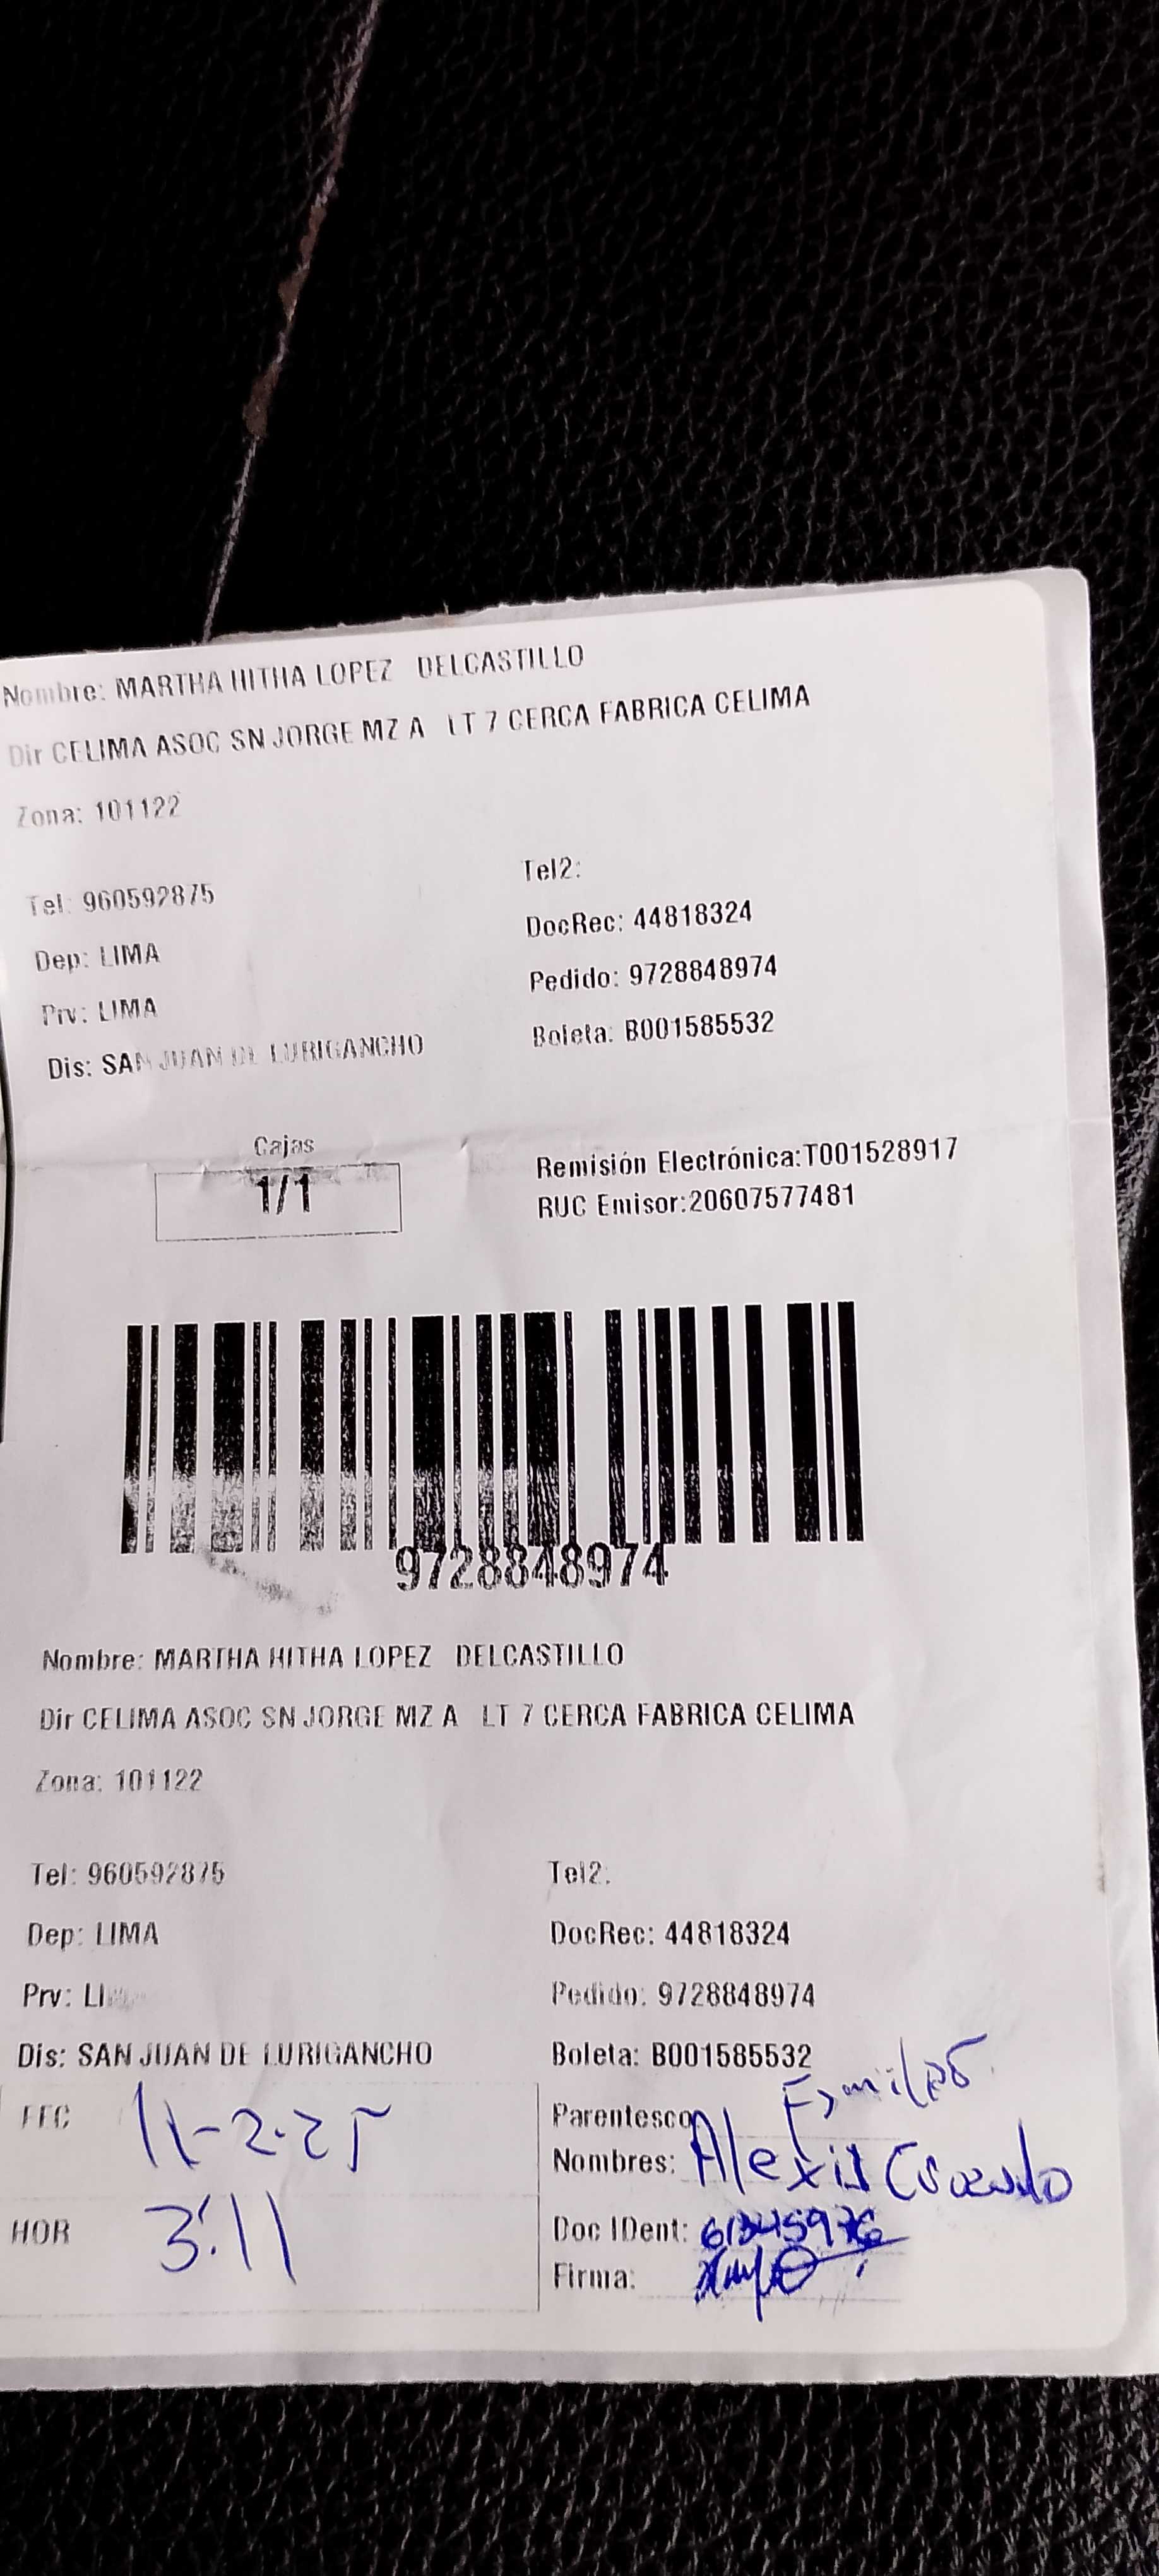 Nombre: MARTHA HITHA LOPEZ DELCASTILLO
Dir CELIMA ASOC SN JORGE MZ A LT 7 CERCA FABRICA CELIMA
Zona: 101122
Tel2:
Tel: 960592875
DocRec: 44818324
Dep: LIMA
Pedido: 9728848974
Prv: LIMA
Boleta: B001585532
Dis: SAN JUAN DE LURIGANCHO
Cajas
1/1
Remisión Electrónica:T001528917
RUC Emisor:20607577481
9728848974
Nombre: MARTHA HITHA LOPEZ DELCASTILLO
Dir CELIMA ASOC SN JORGE MZ A LT 7 CERCA FABRICA CELIMA
Zona: 101122
Tel: 960592875
Tel2:
Dep: LIMA
DocRec: 44818324
Prv: LI
Pedido: 9728848974
Dis: SAN JUAN DE LURIGANCHO
Boleta: B001585532
FEC 11-2-25
Parentesco
Nombres: Alexis
HOR 3:11
Doc IDent:
Firma: